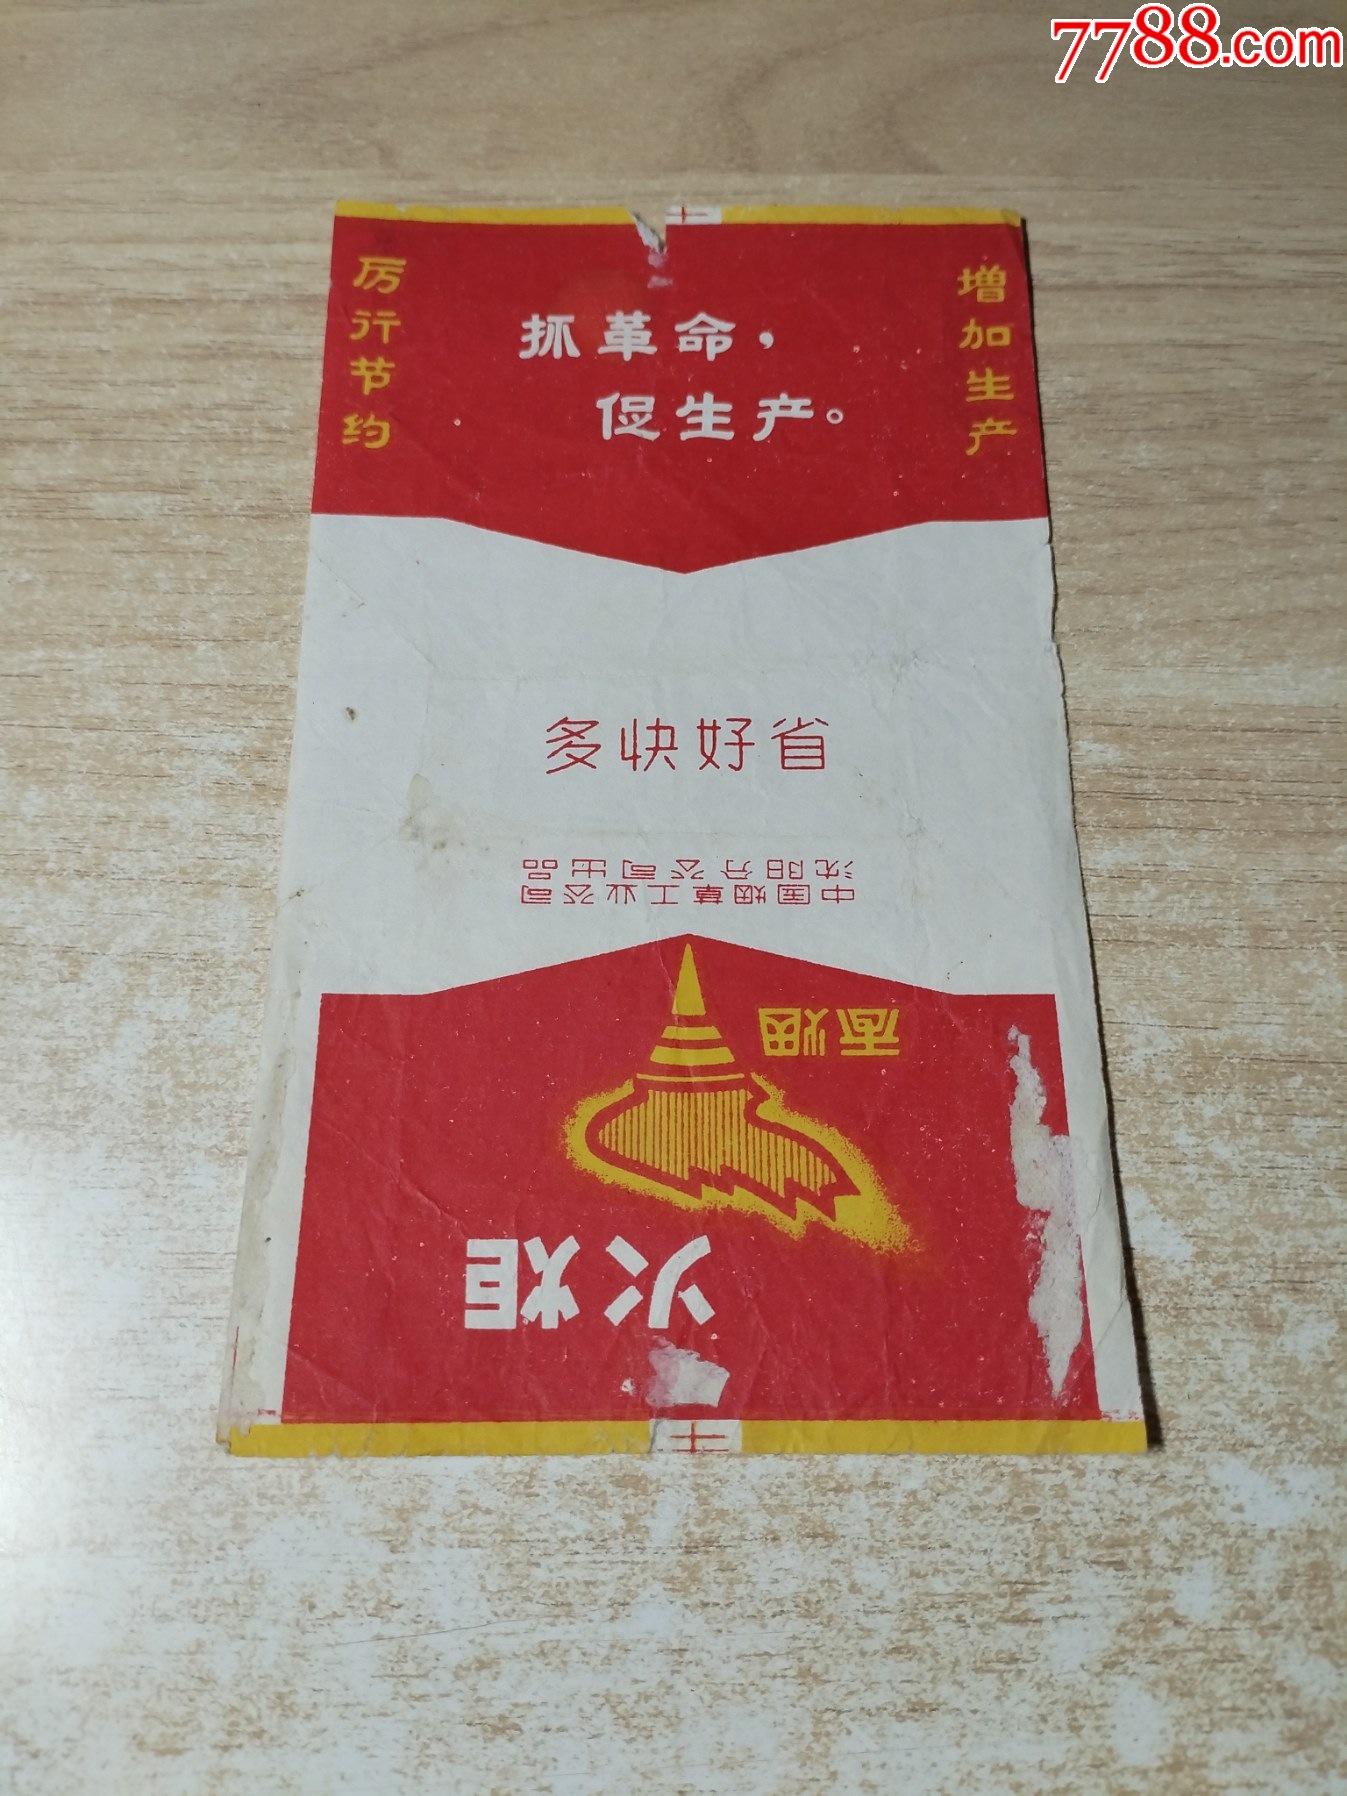 7788.com
厉行节约
抓革命，
促生产。
增加生产
多快好省
中国烟草工业公司
沈阳分公司出品
香烟
火炬